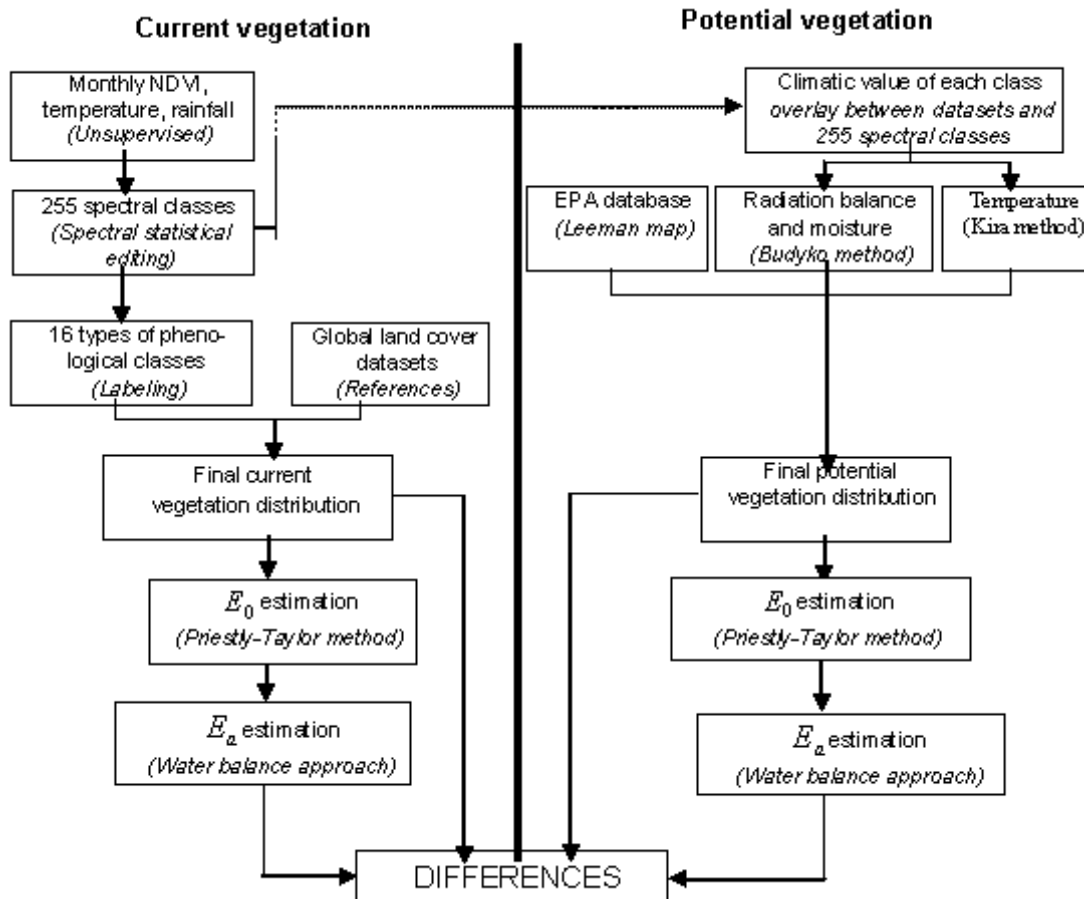 Current vegetation
Potential vegetation
Monthly NDVI,
temperature, rainfall
(Unsupervised)
255 spectral classes
(Spectral statistical
editing)
16 types of pheno-
logical classes
(Labeling)
Global land cover
datasets
(References)
Final current
vegetation distribution
E0 estimation
(Priestly-Taylor method)
Ea estimation
(Water balance approach)
Climatic value of each class
overlay between datasets and
255 spectral classes
EPA database
(Leeman map)
Radiation balance
and moisture
(Budyko method)
Temperature
(Kira method)
Final potential
vegetation distribution
E0 estimation
(Priestly-Taylor method)
Ea estimation
(Water balance approach)
DIFFERENCES